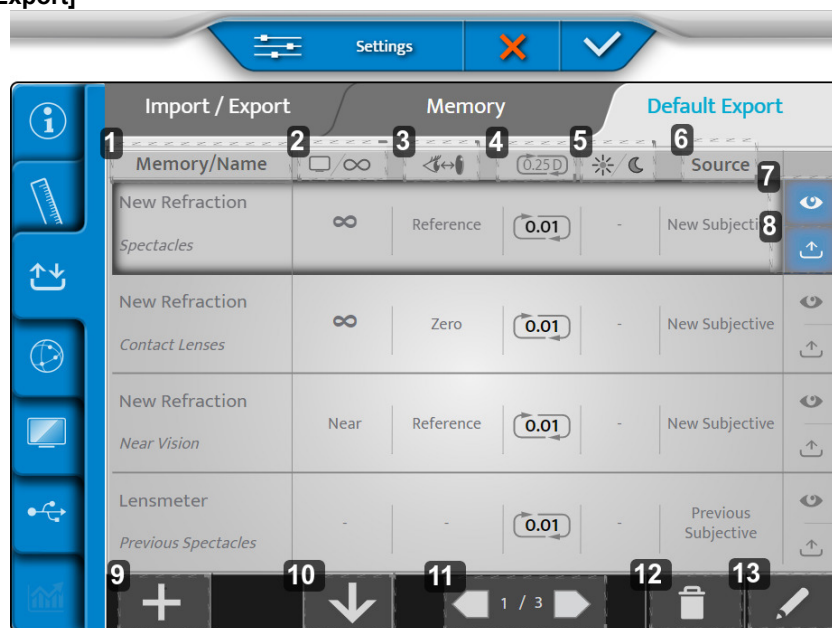 Export]
Settings
Import / Export Memory Default Export
1 2 3 4 5 6
Memory/Name / ∞ 0.25 D / Source
7
New Refraction
∞ Reference 0.01 - New Subjecti 8
Spectacles
New Refraction
∞ Zero 0.01 - New Subjective
Contact Lenses
New Refraction
Near Reference 0.01 - New Subjective
Near Vision
Lensmeter
- - 0.01 - Previous
Subjective
Previous Spectacles
9 10 11 12 13
1 / 3